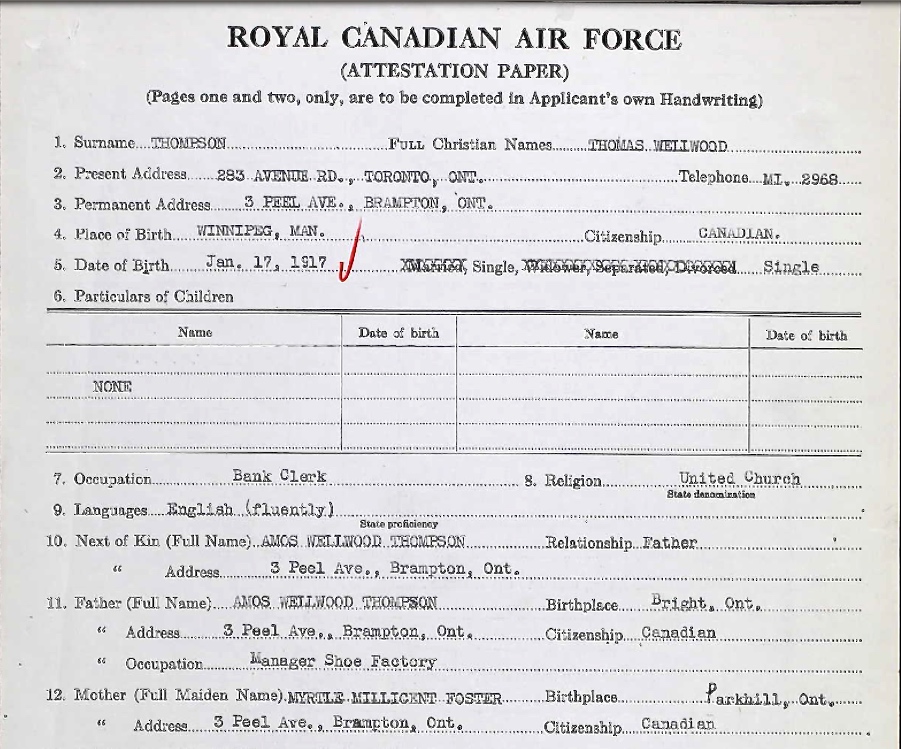 ROYAL CANADIAN AIR FORCE
(ATTESTATION PAPER)
(Pages one and two, only, are to be completed in Applicant's own Handwriting)
1. Surname THOMPSON Full Christian Names THOMAS WELLWOOD
2. Present Address 283 AVENUE RD., TORONTO, ONT. Telephone MI. 2968
3. Permanent Address 3 PEEL AVE., BRAMPTON, ONT.
4. Place of Birth WINNIPEG, MAN. Citizenship CANADIAN.
5. Date of Birth Jan. 17, 1917 Married, Single, Widower, Separated, Divorced Single
6. Particulars of Children
Name Date of birth Name Date of birth
NONE
7. Occupation Bank Clerk 8. Religion United Church
State denomination
9. Languages English (fluently)
State proficiency
10. Next of Kin (Full Name) AMOS WELLWOOD THOMPSON Relationship Father
" Address 3 Peel Ave., Brampton, Ont.
11. Father (Full Name) AMOS WELLWOOD THOMPSON Birthplace Bright, Ont.
" Address 3 Peel Ave., Brampton, Ont. Citizenship Canadian
" Occupation Manager Shoe Factory
12. Mother (Full Maiden Name) MYRTLE MILLICENT FOSTER Birthplace Parkhill, Ont.
" Address 3 Peel Ave., Brampton, Ont. Citizenship Canadian